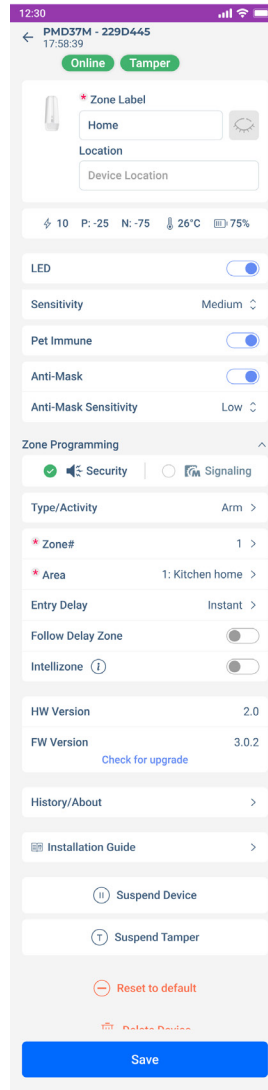 12:30
PMD37M - 229D445
17:58:39
Online Tamper
* Zone Label
Home
Location
Device Location
10 P: -25 N: -75 26°C 75%
LED
Sensitivity Medium
Pet Immune
Anti-Mask
Anti-Mask Sensitivity Low
Zone Programming
Security Signaling
Type/Activity Arm
* Zone# 1
* Area 1: Kitchen home
Entry Delay Instant
Follow Delay Zone
Intellizone i
HW Version 2.0
FW Version 3.0.2
Check for upgrade
History/About
Installation Guide
Suspend Device
T Suspend Tamper
Reset to default
Delete Device
Save